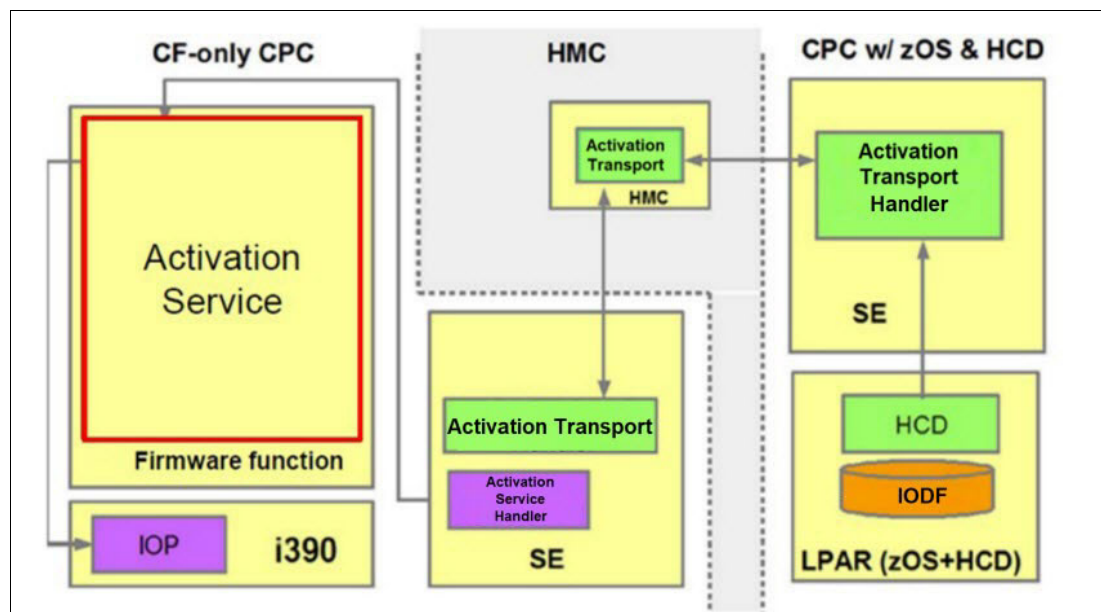 CF-only CPC
HMC
CPC w/ zOS & HCD
Activation
Service
Firmware function
IOP
i390
Activation
Transport
HMC
Activation Transport
Activation
Service
Handler
SE
Activation
Transport
Handler
SE
HCD
IODF
LPAR (zOS+HCD)